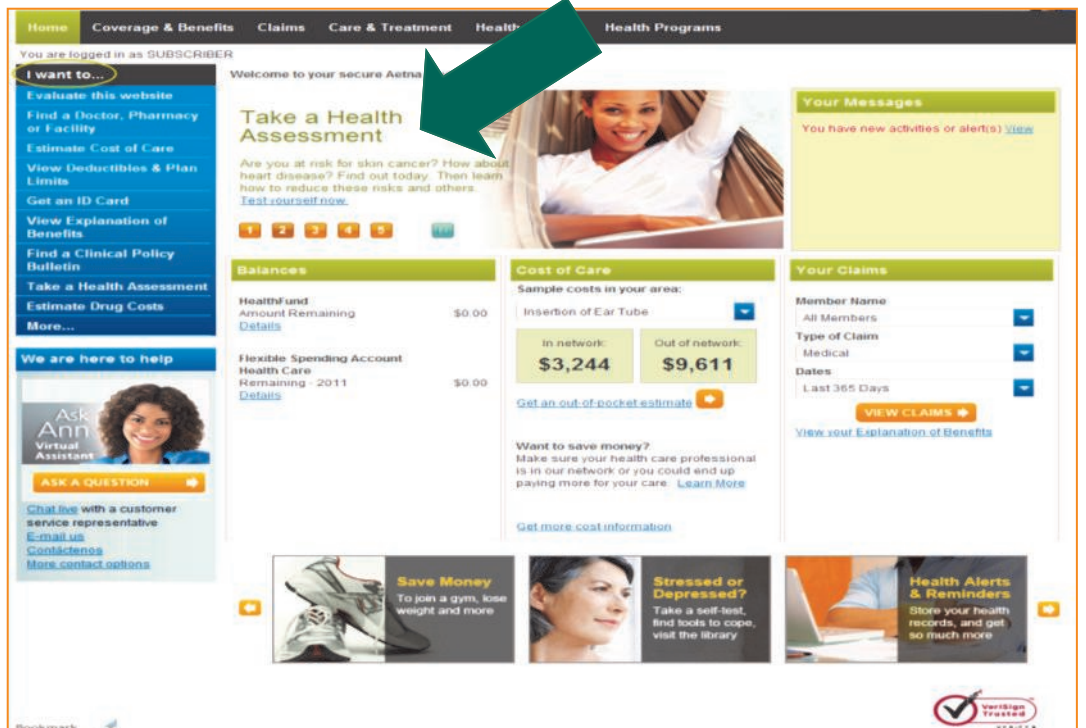 Home Coverage & Benefits Claims Care & Treatment Health Health Programs
You are logged in as SUBSCRIBER
I want to...
Evaluate this website
Find a Doctor, Pharmacy
or Facility
Estimate Cost of Care
View Deductibles & Plan
Limits
Get an ID Card
View Explanation of
Benefits
Find a Clinical Policy
Bulletin
Take a Health Assessment
Estimate Drug Costs
More...
We are here to help
Ask
Ann
Virtual
Assistant
ASK A QUESTION
Chat live with a customer
service representative
E-mail us
Contáctenos
More contact options
Welcome to your secure Aetna
Take a Health
Assessment
Are you at risk for skin cancer? How about
heart disease? Find out today. Then learn
how to reduce these risks and others.
Test yourself now.
1 2 3 4 5
Your Messages
You have new activities or alert(s) View
Balances
HealthFund
Amount Remaining $0.00
Details
Flexible Spending Account
Health Care
Remaining - 2011 $0.00
Details
Cost of Care
Sample costs in your area:
Insertion of Ear Tube
In network: Out of network:
$3,244 $9,611
Get an out-of-pocket estimate
Want to save money?
Make sure your health care professional
is in our network or you could end up
paying more for your care. Learn More
Get more cost information
Your Claims
Member Name
All Members
Type of Claim
Medical
Dates
Last 365 Days
VIEW CLAIMS
View your Explanation of Benefits
Save Money
To join a gym, lose
weight and more
Stressed or
Depressed?
Take a self-test,
find tools to cope,
visit the library
Health Alerts
& Reminders
Store your health
records, and get
so much more
VeriSign
Trusted